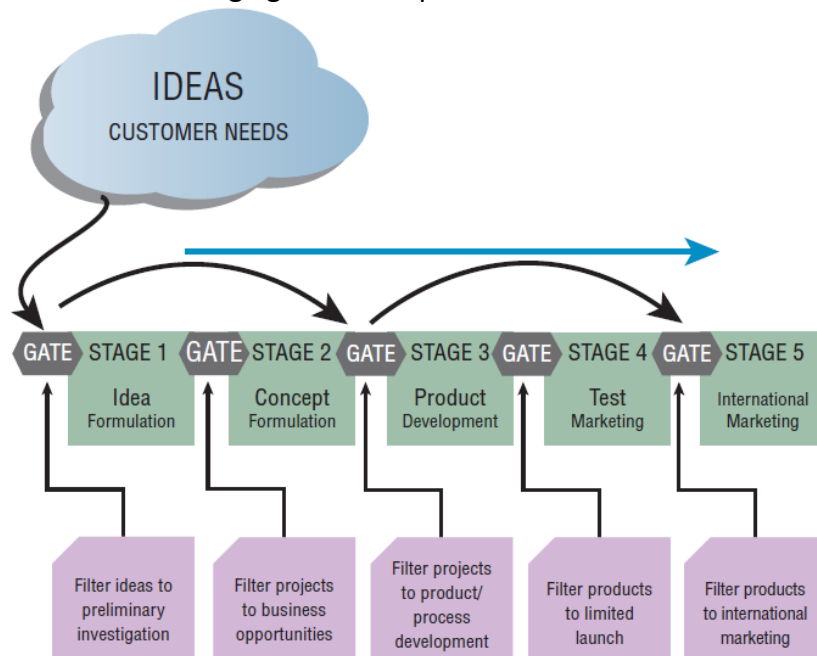 IDEAS
CUSTOMER NEEDS
GATE STAGE 1 GATE STAGE 2 GATE STAGE 3 GATE STAGE 4 GATE STAGE 5
Idea
Formulation
Concept
Formulation
Product
Development
Test
Marketing
International
Marketing
Filter ideas to
preliminary
investigation
Filter projects
to business
opportunities
Filter projects
to product/
process
development
Filter products
to limited
launch
Filter products
to international
marketing